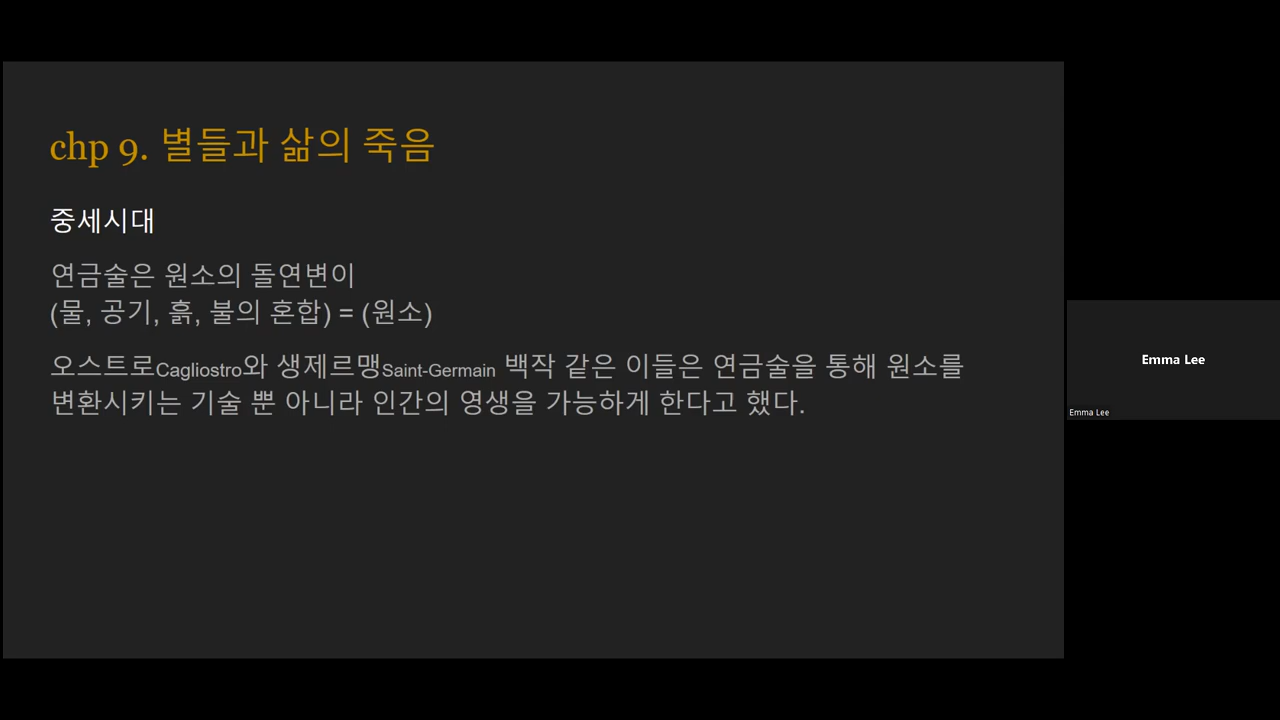 chp 9. 별들과 삶의 죽음
중세시대
연금술은 원소의 돌연변이
(물, 공기, 흙, 불의 혼합) = (원소)
오스트로Cagliostro와 생제르맹Saint-Germain 백작 같은 이들은 연금술을 통해 원소를
변환시키는 기술 뿐 아니라 인간의 영생을 가능하게 한다고 했다.
Emma Lee
Emma Lee